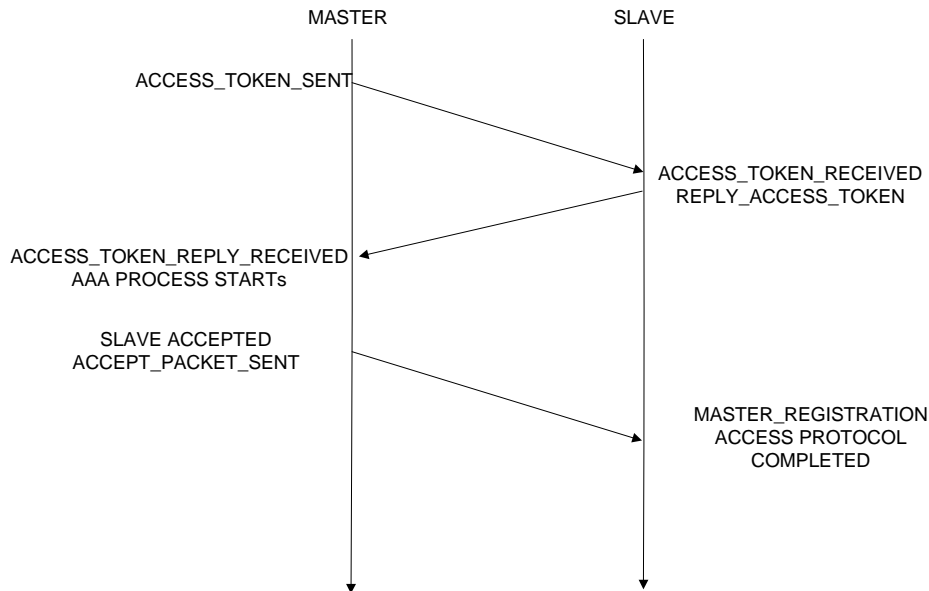 MASTER
SLAVE
ACCESS_TOKEN_SENT
ACCESS_TOKEN_RECEIVED
REPLY_ACCESS_TOKEN
ACCESS_TOKEN_REPLY_RECEIVED
AAA PROCESS STARTs
SLAVE ACCEPTED
ACCEPT_PACKET_SENT
MASTER_REGISTRATION
ACCESS PROTOCOL
COMPLETED